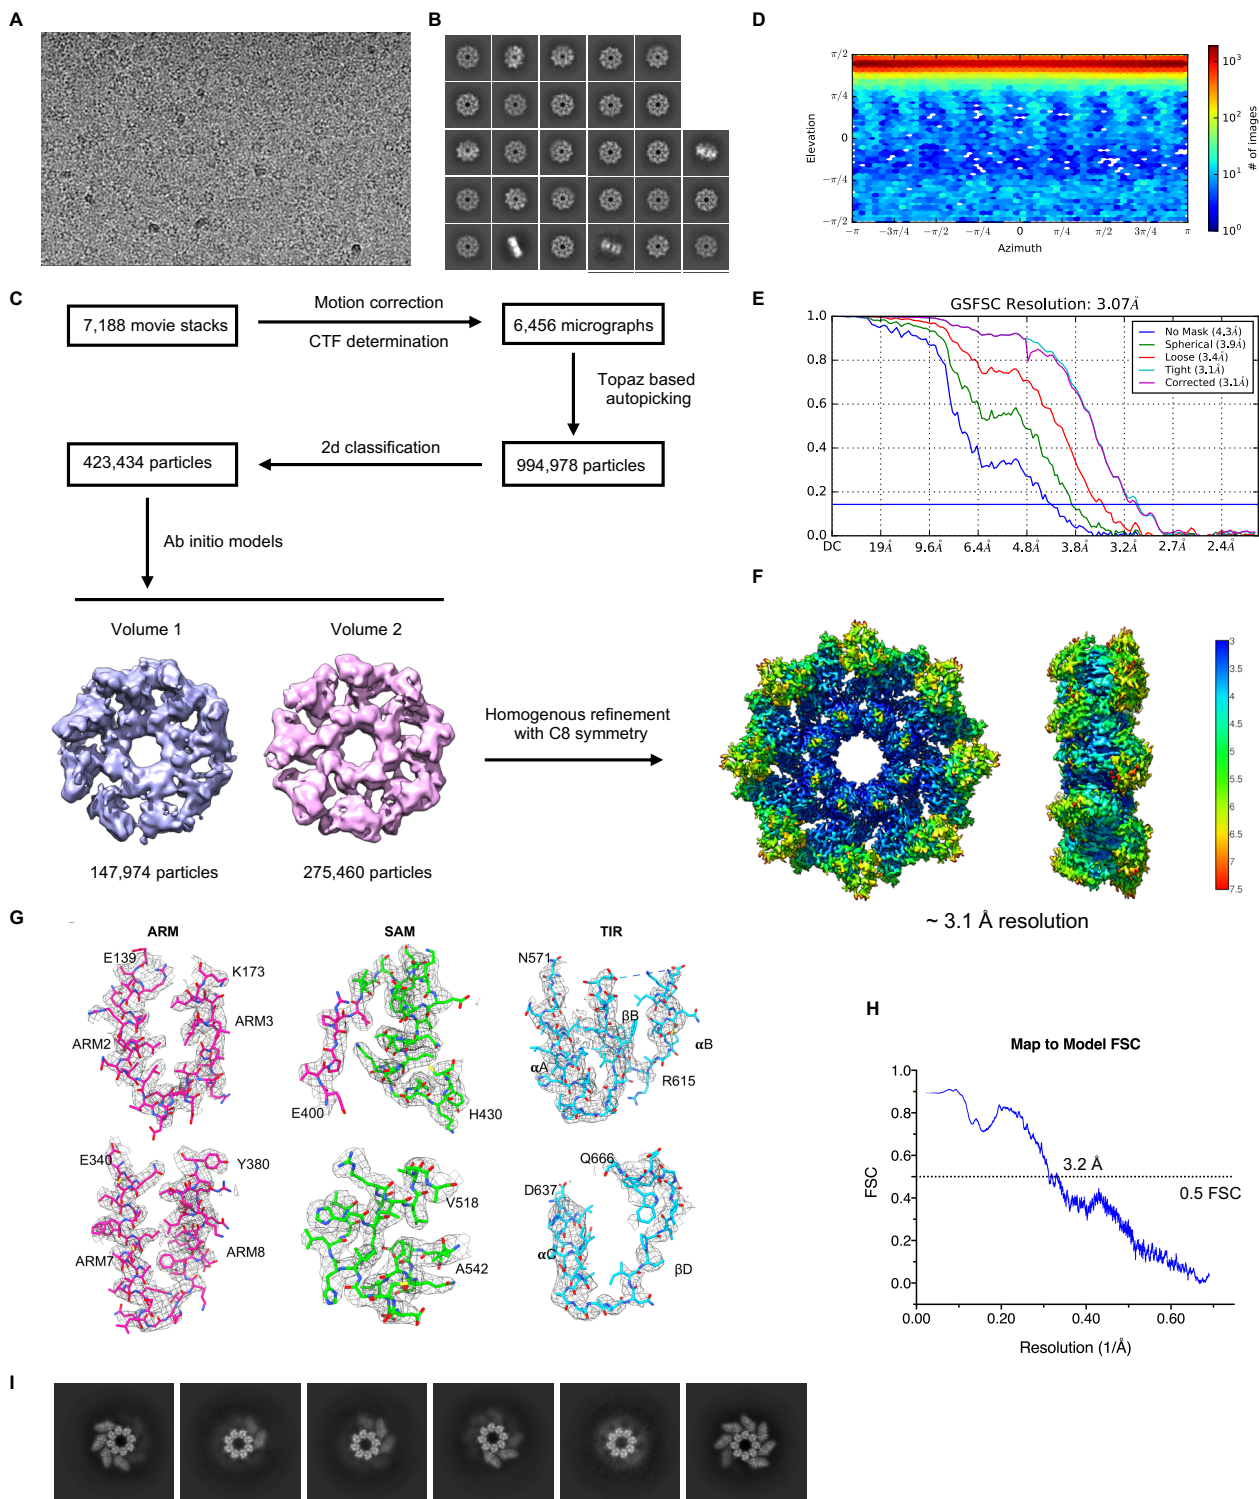 A
B
D
π/2
π/4
0
−π/4
−π/2
Elevation
−π
−3π/4
−π/2
−π/4
0
π/4
π/2
3π/4
π
Azimuth
10³
10²
10¹
10⁰
# of images
C
7,188 movie stacks
Motion correction
CTF determination
6,456 micrographs
Topaz based
autopicking
994,978 particles
2d classification
423,434 particles
Ab initio models
Volume 1
Volume 2
147,974 particles
275,460 particles
Homogenous refinement
with C8 symmetry
E
GSFSC Resolution: 3.07Å
No Mask (4.3Å)
Spherical (3.9Å)
Loose (3.4Å)
Tight (3.1Å)
Corrected (3.1Å)
1.0
0.8
0.6
0.4
0.2
0.0
DC
19Å
9.6Å
6.4Å
4.8Å
3.8Å
3.2Å
2.7Å
2.4Å
F
3
3.5
4
4.5
5
5.5
6
6.5
7
7.5
~ 3.1 Å resolution
G
ARM
SAM
TIR
E139
K173
ARM2
ARM3
E400
H430
N571
βB
αB
αA
R615
E340
Y380
ARM7
ARM8
V518
A542
Q666
D637
αC
βD
H
Map to Model FSC
1.0
0.8
0.6
0.4
0.2
0.0
FSC
3.2 Å
0.5 FSC
0.00
0.20
0.40
0.60
Resolution (1/Å)
I